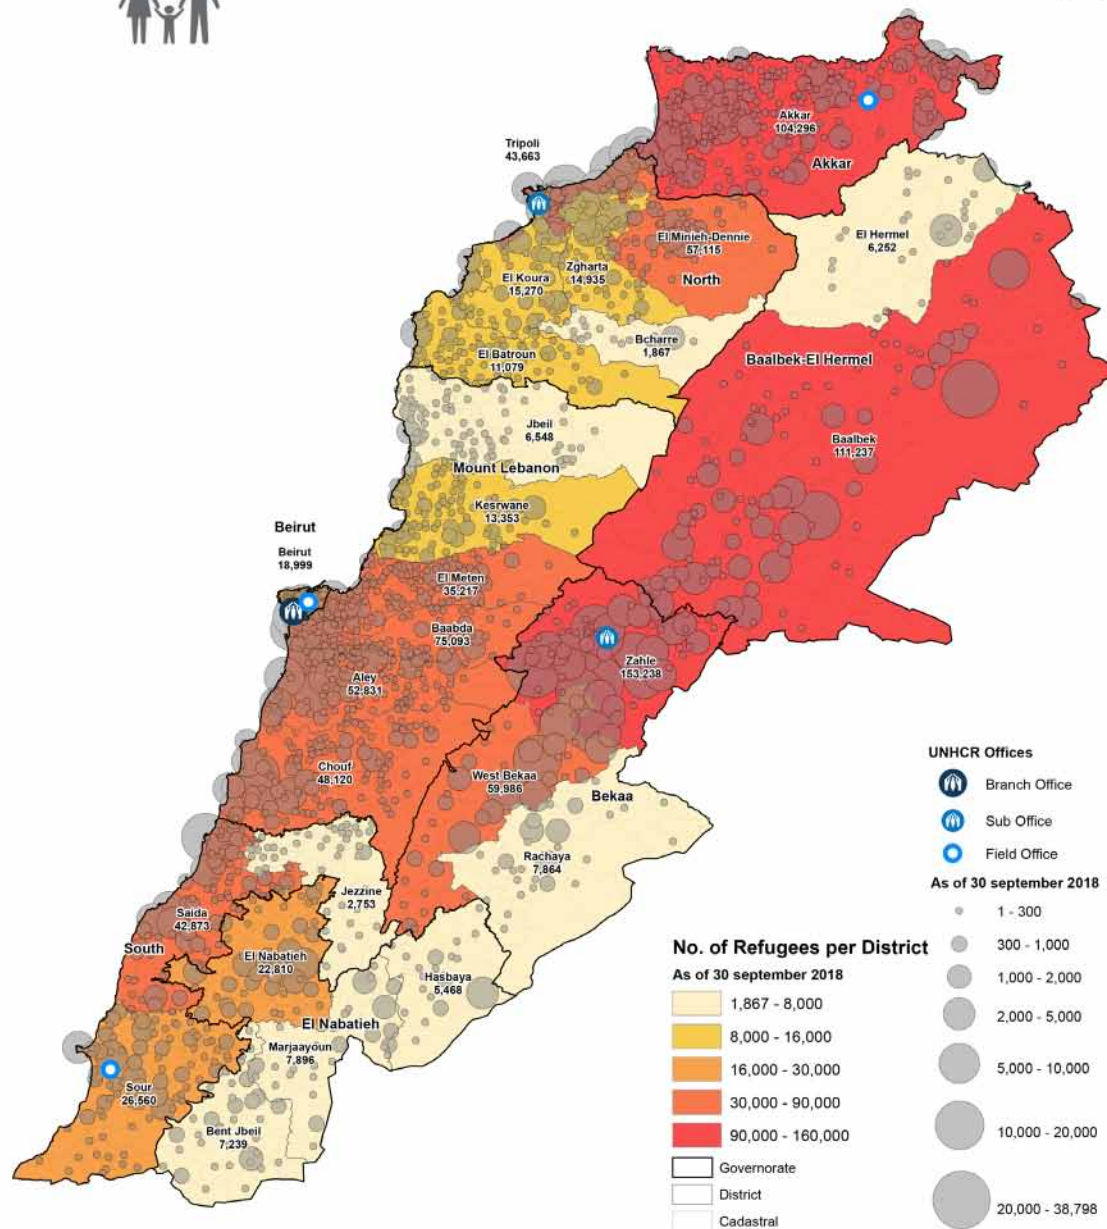 Akkar
104,296
Akkar
Tripoli
43,663
El Hermel
6,252
El Minieh-Dennie
57,115
North
Zgharta
14,935
El Koura
15,270
Bcharre
1,867
El Batroun
11,079
Baalbek-El Hermel
Baalbek
111,237
Jbeil
6,548
Mount Lebanon
Kesrwane
13,353
Beirut
Beirut
18,999
El Meten
35,217
Baabda
75,093
Zahle
153,238
Aley
52,831
Chouf
48,120
West Bekaa
59,986
Bekaa
Rachaya
7,864
Jezzine
2,753
Saida
42,873
South
El Nabatieh
22,810
Hasbaya
5,468
El Nabatieh
Marjaayoun
7,896
Sour
26,560
Bent Jbeil
7,239
No. of Refugees per District
As of 30 september 2018
1,867 - 8,000
8,000 - 16,000
16,000 - 30,000
30,000 - 90,000
90,000 - 160,000
Governorate
District
Cadastral
UNHCR Offices
Branch Office
Sub Office
Field Office
As of 30 september 2018
1 - 300
300 - 1,000
1,000 - 2,000
2,000 - 5,000
5,000 - 10,000
10,000 - 20,000
20,000 - 38,798